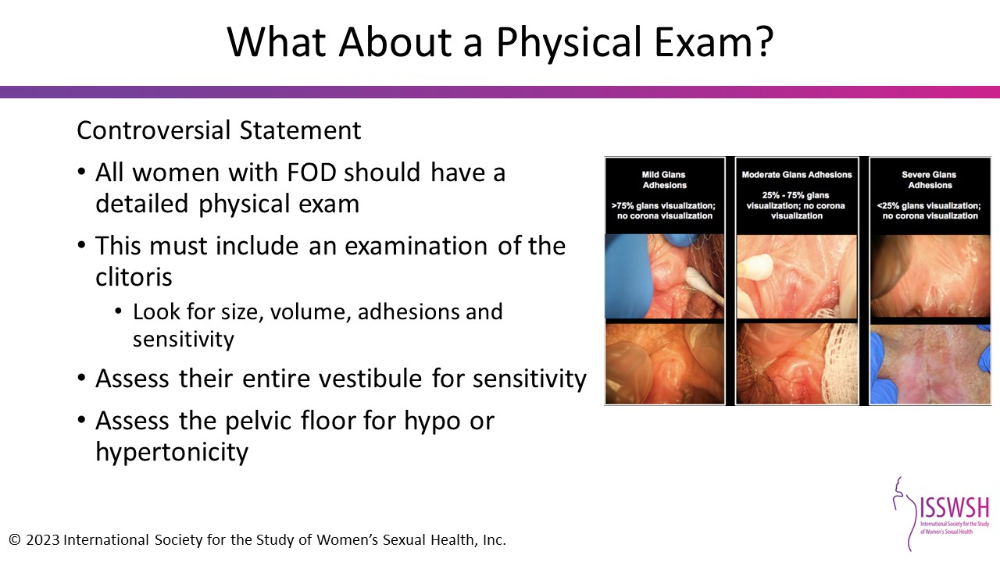 What About a Physical Exam?
Controversial Statement
• All women with FOD should have a
detailed physical exam
• This must include an examination of the
clitoris
• Look for size, volume, adhesions and
sensitivity
• Assess their entire vestibule for sensitivity
• Assess the pelvic floor for hypo or
hypertonicity
Mild Glans
Adhesions
>75% glans visualization;
no corona visualization
Moderate Glans Adhesions
25% - 75% glans
visualization; no corona
visualization
Severe Glans
Adhesions
<25% glans visualization;
no corona visualization
ISSWSH
International Society for the Study
of Women's Sexual Health
© 2023 International Society for the Study of Women’s Sexual Health, Inc.